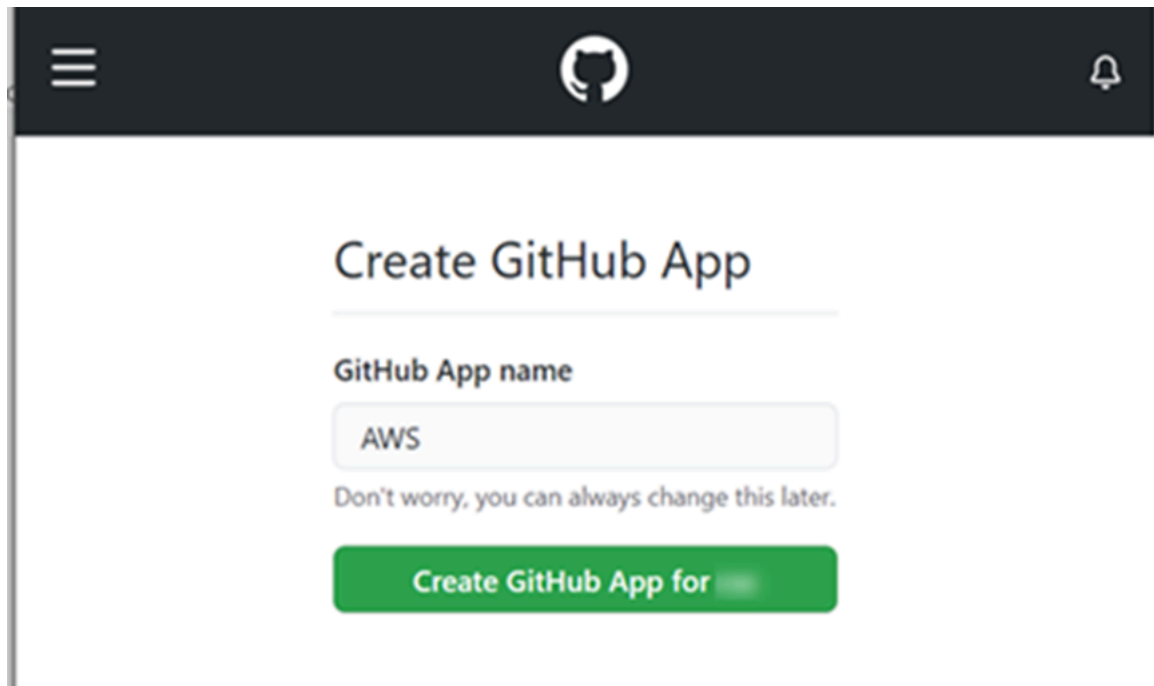 Create GitHub App
GitHub App name
AWS
Don't worry, you can always change this later.
Create GitHub App for